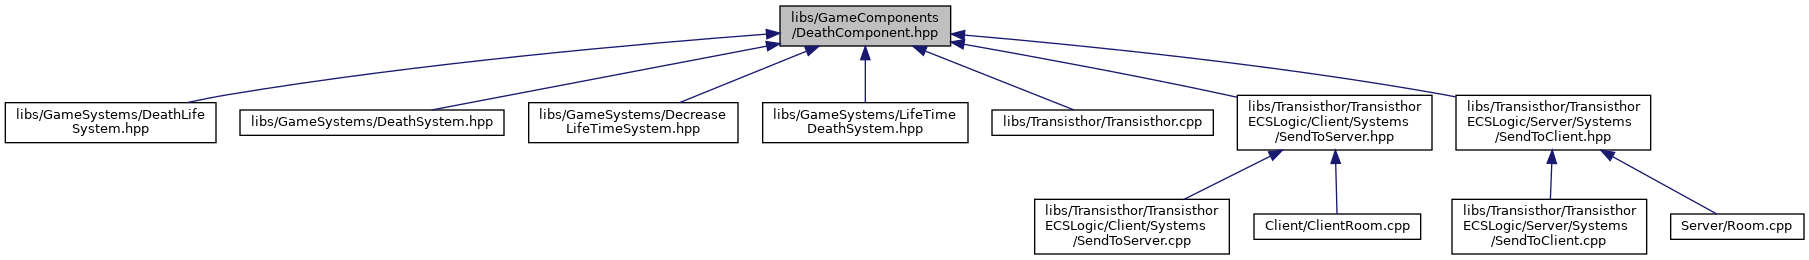 libs/GameComponents
/DeathComponent.hpp
libs/GameSystems/DeathLife
System.hpp
libs/GameSystems/DeathSystem.hpp
libs/GameSystems/Decrease
LifeTimeSystem.hpp
libs/GameSystems/LifeTime
DeathSystem.hpp
libs/Transisthor/Transisthor.cpp
libs/Transisthor/Transisthor
ECSLogic/Client/Systems
/SendToServer.hpp
libs/Transisthor/Transisthor
ECSLogic/Server/Systems
/SendToClient.hpp
libs/Transisthor/Transisthor
ECSLogic/Client/Systems
/SendToServer.cpp
Client/ClientRoom.cpp
libs/Transisthor/Transisthor
ECSLogic/Server/Systems
/SendToClient.cpp
Server/Room.cpp